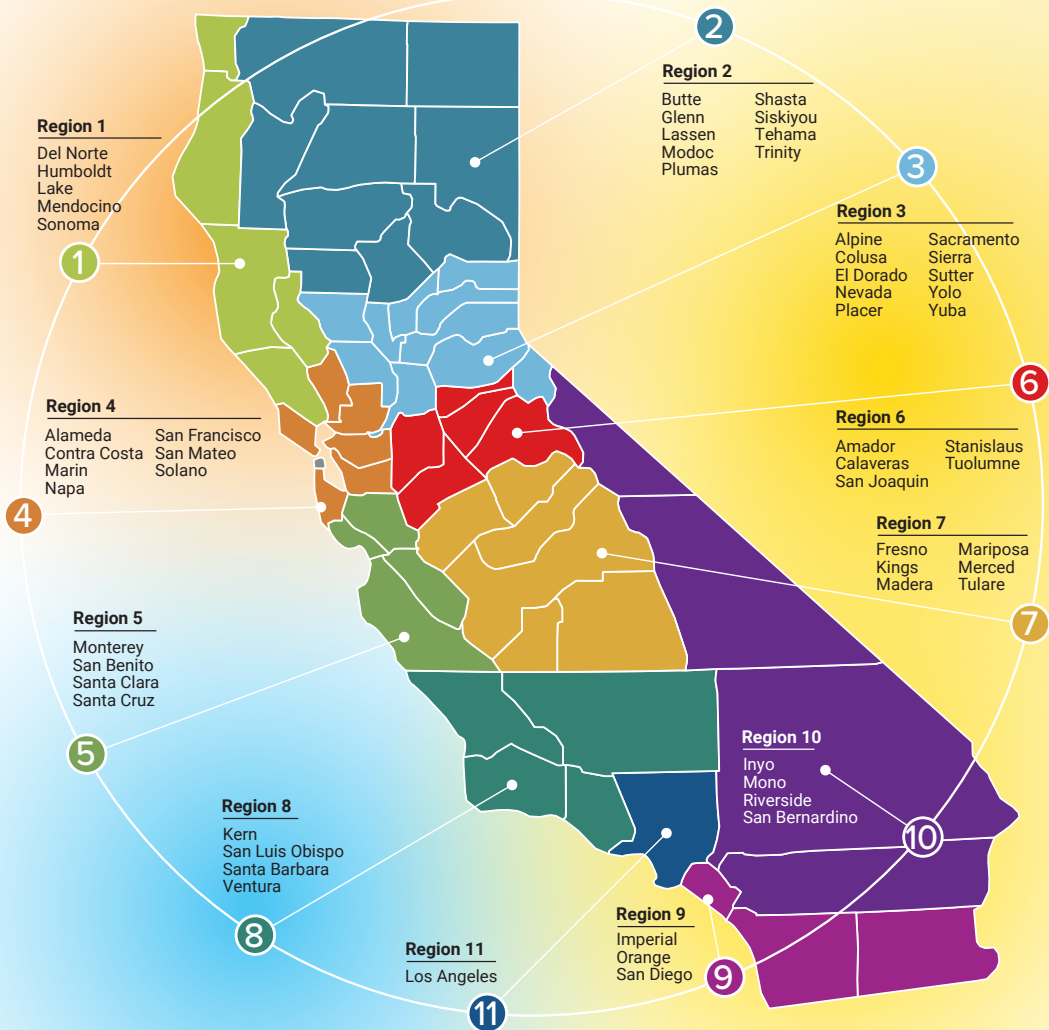 2
Region 2
Butte Shasta
Glenn Siskiyou
Lassen Tehama
Modoc Trinity
Plumas
Region 1
Del Norte
Humboldt
Lake
Mendocino
Sonoma
1
3
Region 3
Alpine Sacramento
Colusa Sierra
El Dorado Sutter
Nevada Yolo
Placer Yuba
6
Region 4
Alameda San Francisco
Contra Costa San Mateo
Marin Solano
Napa
4
Region 6
Amador Stanislaus
Calaveras Tuolumne
San Joaquin
Region 7
Fresno Mariposa
Kings Merced
Madera Tulare
7
Region 5
Monterey
San Benito
Santa Clara
Santa Cruz
5
Region 10
Inyo
Mono
Riverside
San Bernardino
10
Region 8
Kern
San Luis Obispo
Santa Barbara
Ventura
8
Region 9
Imperial
Orange
San Diego
9
Region 11
Los Angeles
11